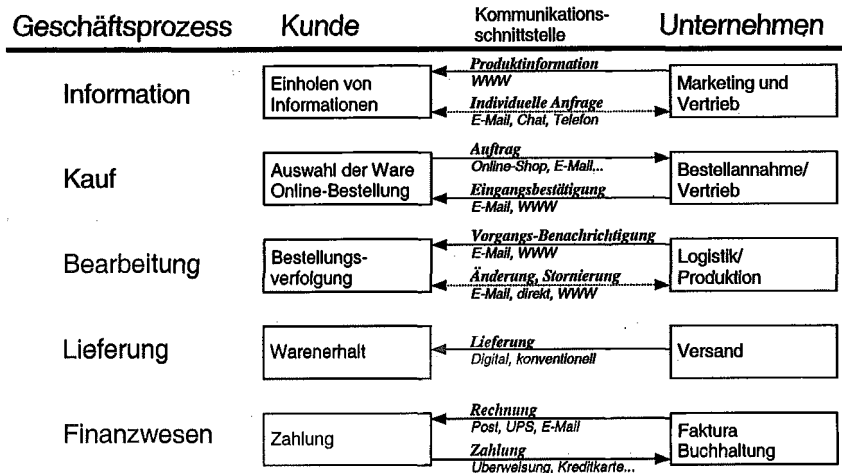 Geschäftsprozess
Kunde
Kommunikations-
schnittstelle
Unternehmen
Information
Einholen von
Informationen
Produktinformation
WWW
Individuelle Anfrage
E-Mail, Chat, Telefon
Marketing und
Vertrieb
Kauf
Auswahl der Ware
Online-Bestellung
Auftrag
Online-Shop, E-Mail...
Eingangsbestätigung
E-Mail, WWW
Bestellannahme/
Vertrieb
Bearbeitung
Bestellungs-
verfolgung
Vorgangs-Benachrichtigung
E-Mail, WWW
Änderung, Stornierung
E-Mail, direkt, WWW
Logistik/
Produktion
Lieferung
Warenerhalt
Lieferung
Digital, konventionell
Versand
Finanzwesen
Zahlung
Rechnung
Post, UPS, E-Mail
Zahlung
Überweisung, Kreditkarte...
Faktura
Buchhaltung